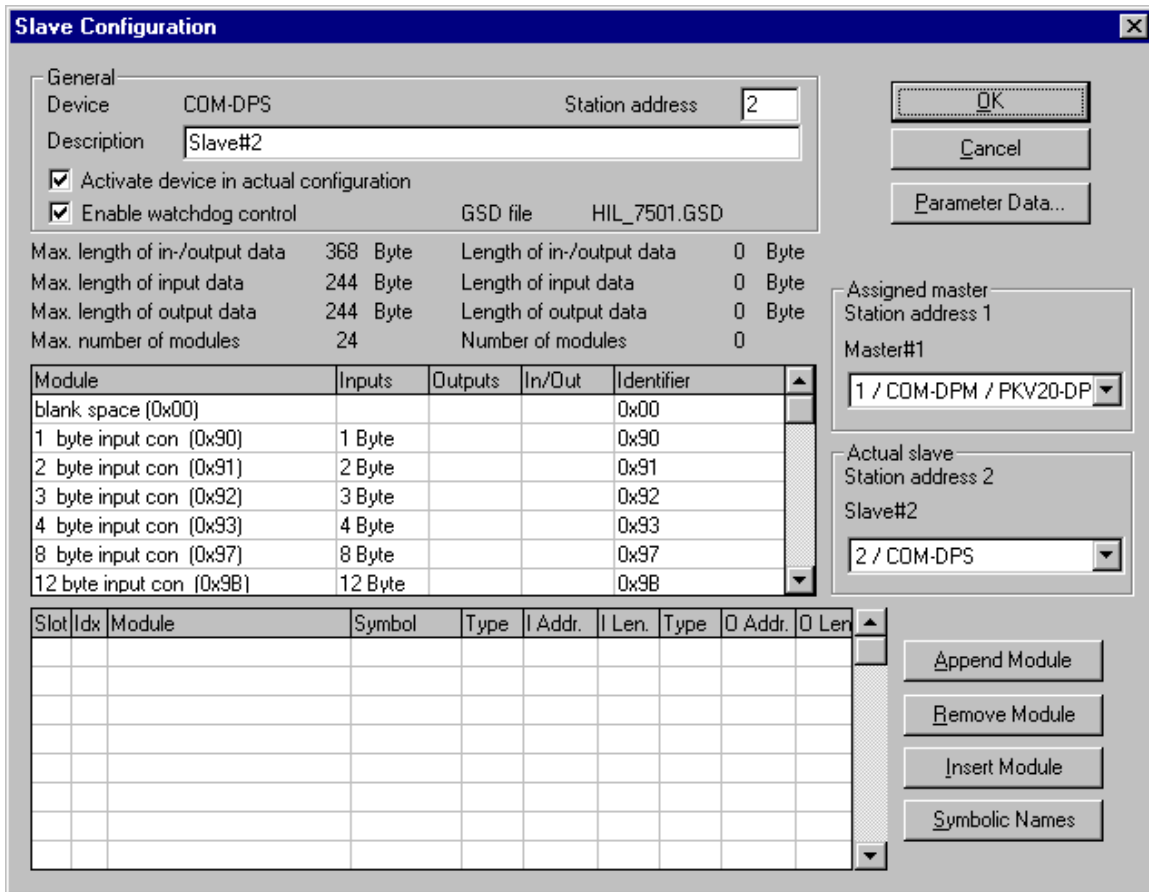 Slave Configuration
General
Device COM-DPS Station address 2
Description Slave#2
Activate device in actual configuration
Enable watchdog control GSD file HIL_7501.GSD
OK
Cancel
Parameter Data...
Max. length of in-/output data 368 Byte Length of in-/output data 0 Byte
Max. length of input data 244 Byte Length of input data 0 Byte
Max. length of output data 244 Byte Length of output data 0 Byte
Max. number of modules 24 Number of modules 0
Assigned master
Station address 1
Master#1
1 / COM-DPM / PKV20-DP
Module Inputs Outputs In/Out Identifier
blank space (0x00) 0x00
1 byte input con (0x90) 1 Byte 0x90
2 byte input con (0x91) 2 Byte 0x91
3 byte input con (0x92) 3 Byte 0x92
4 byte input con (0x93) 4 Byte 0x93
8 byte input con (0x97) 8 Byte 0x97
12 byte input con (0x9B) 12 Byte 0x9B
Actual slave
Station address 2
Slave#2
2 / COM-DPS
Slot Idx Module Symbol Type I Addr. I Len. Type O Addr. O Len
Append Module
Remove Module
Insert Module
Symbolic Names